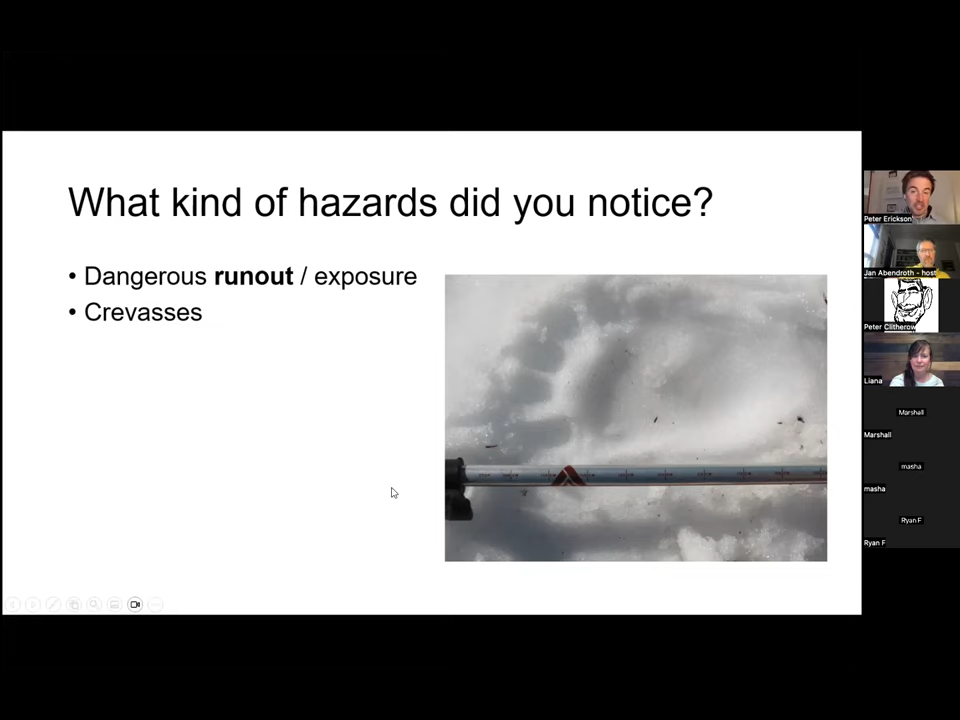 What kind of hazards did you notice?
• Dangerous runout / exposure
• Crevasses
Peter Erickson
Jan Abendroth - host
Peter Clitherow
Liana
Marshall
Marshall
masha
masha
Ryan F
Ryan F